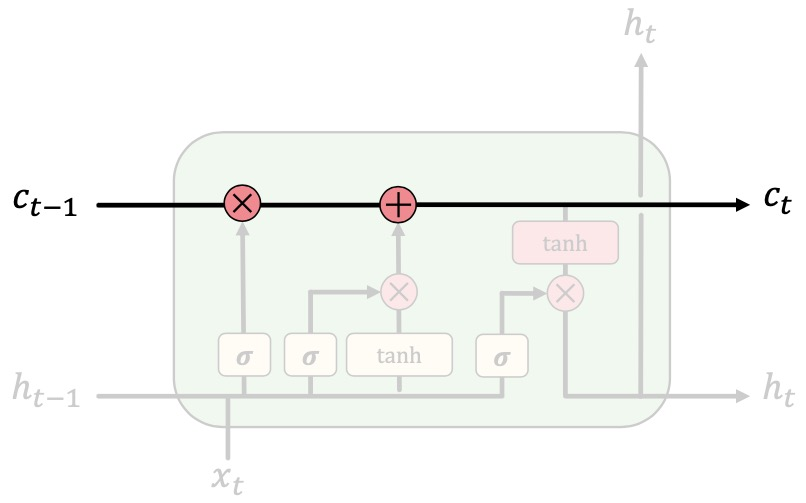 h_t
c_{t-1} × + c_t
tanh
× ×
σ σ tanh σ
h_{t-1} h_t
x_t